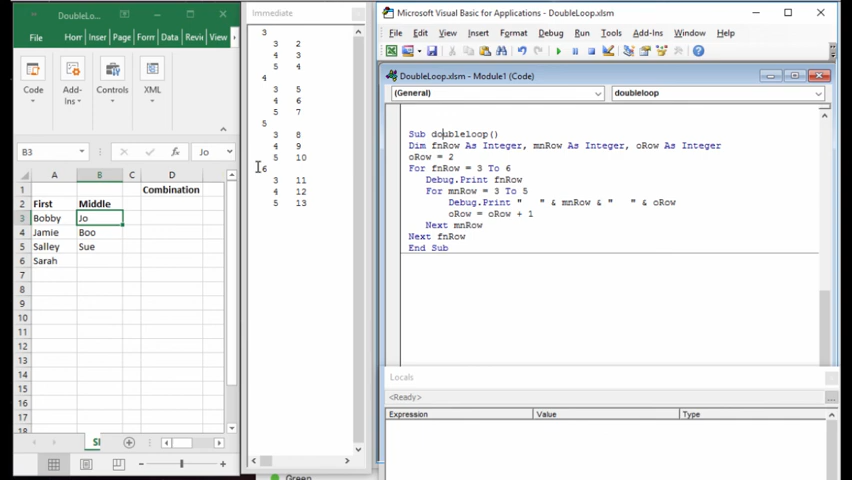 DoubleLo...
File
Hom
Inser
Page
Form
Data
Revi
View
Code
Add-
Ins
Controls
XML
B3
Jo
A B C D
1 Combination
2 First Middle
3 Bobby Jo
4 Jamie Boo
5 Salley Sue
6 Sarah
7
8
9
10
11
12
13
14
15
16
17
18
SI
Immediate
3
3 2
4 3
5 4
4
3 5
4 6
5 7
5
3 8
4 9
5 10
6
3 11
4 12
5 13
Green
Microsoft Visual Basic for Applications - DoubleLoop.xlsm
File Edit View Insert Format Debug Run Tools Add-Ins Window Help
DoubleLoop.xlsm - Module1 (Code)
(General)
doubleloop
Sub doubleloop()
Dim fnRow As Integer, mnRow As Integer, oRow As Integer
oRow = 2
For fnRow = 3 To 6
Debug.Print fnRow
For mnRow = 3 To 5
Debug.Print "   " & mnRow & "   " & oRow
oRow = oRow + 1
Next mnRow
Next fnRow
End Sub
Locals
<Ready>
Expression Value Type